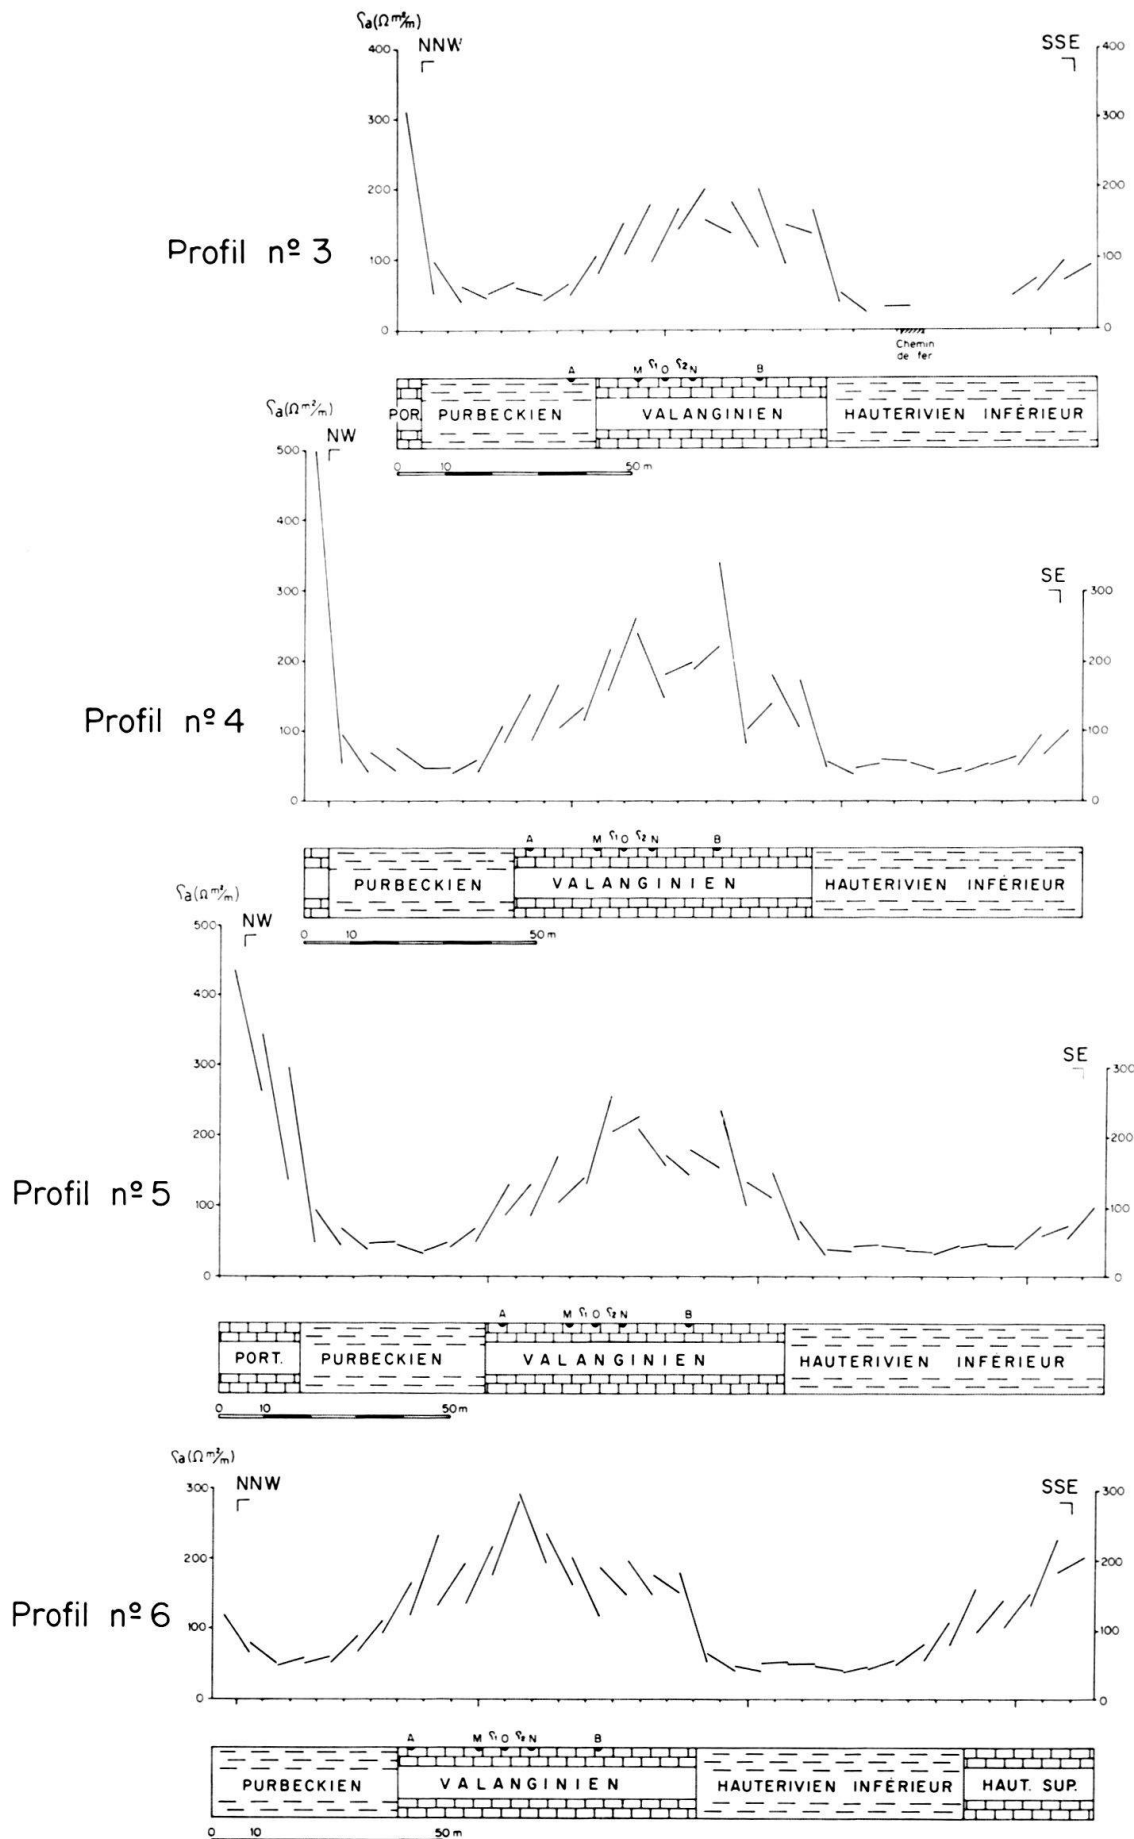 ρa(Ω m²/m)
NNW SSE
400 400
300 300
200 200
100 100
0 0
Profil nº 3
Chemin
de fer
A M ρ1 O ρ2 N B
POR. PURBECKIEN VALANGINIEN HAUTERIVIEN INFÉRIEUR
0 10 50 m
ρa(Ω m²/m)
NW SE
500
400
300 300
200 200
100 100
0 0
Profil nº 4
A M ρ1 O ρ2 N B
PURBECKIEN VALANGINIEN HAUTERIVIEN INFÉRIEUR
0 10 50 m
ρa(Ω m²/m)
NW SE
500
400
300 300
200 200
100 100
0 0
Profil nº 5
A M ρ1 O ρ2 N B
PORT. PURBECKIEN VALANGINIEN HAUTERIVIEN INFÉRIEUR
0 10 50 m
ρa(Ω m²/m)
NNW SSE
300 300
200 200
100 100
0 0
Profil nº 6
A M ρ1 O ρ2 N B
PURBECKIEN VALANGINIEN HAUTERIVIEN INFÉRIEUR HAUT. SUP.
0 10 50 m